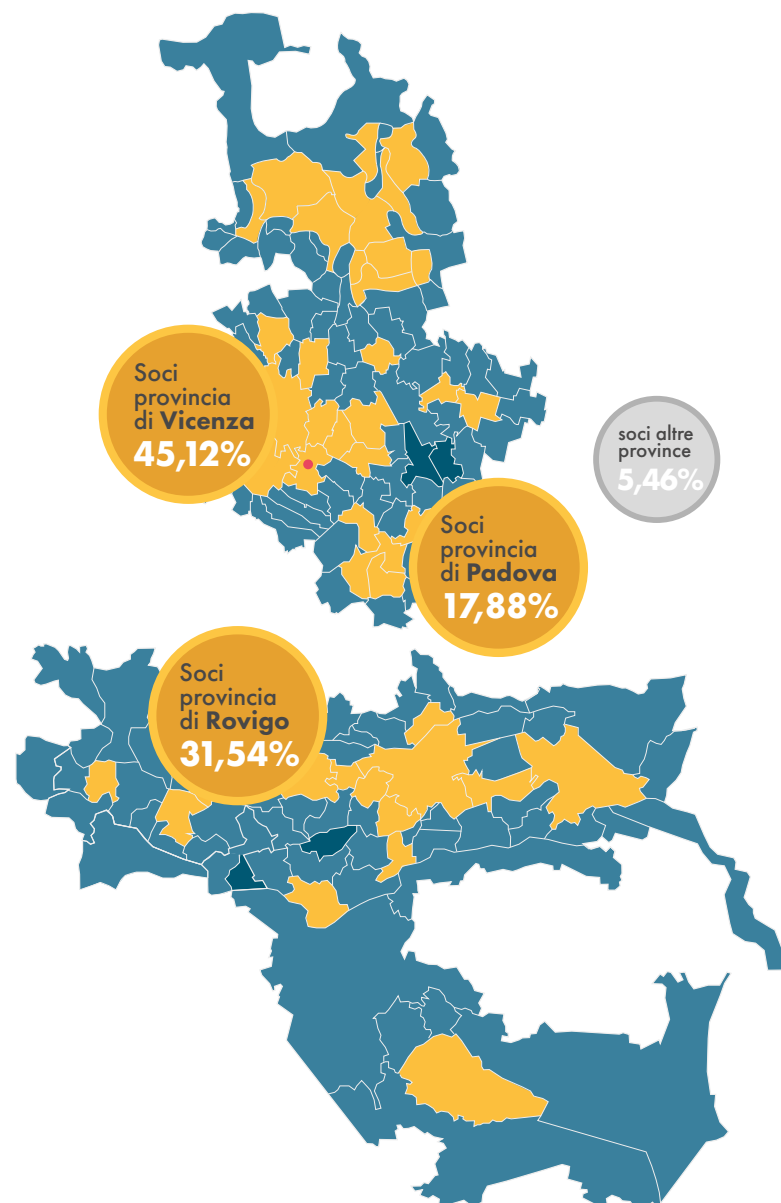 Soci
provincia
di Vicenza
45,12%
soci altre
province
5,46%
Soci
provincia
di Padova
17,88%
Soci
provincia
di Rovigo
31,54%